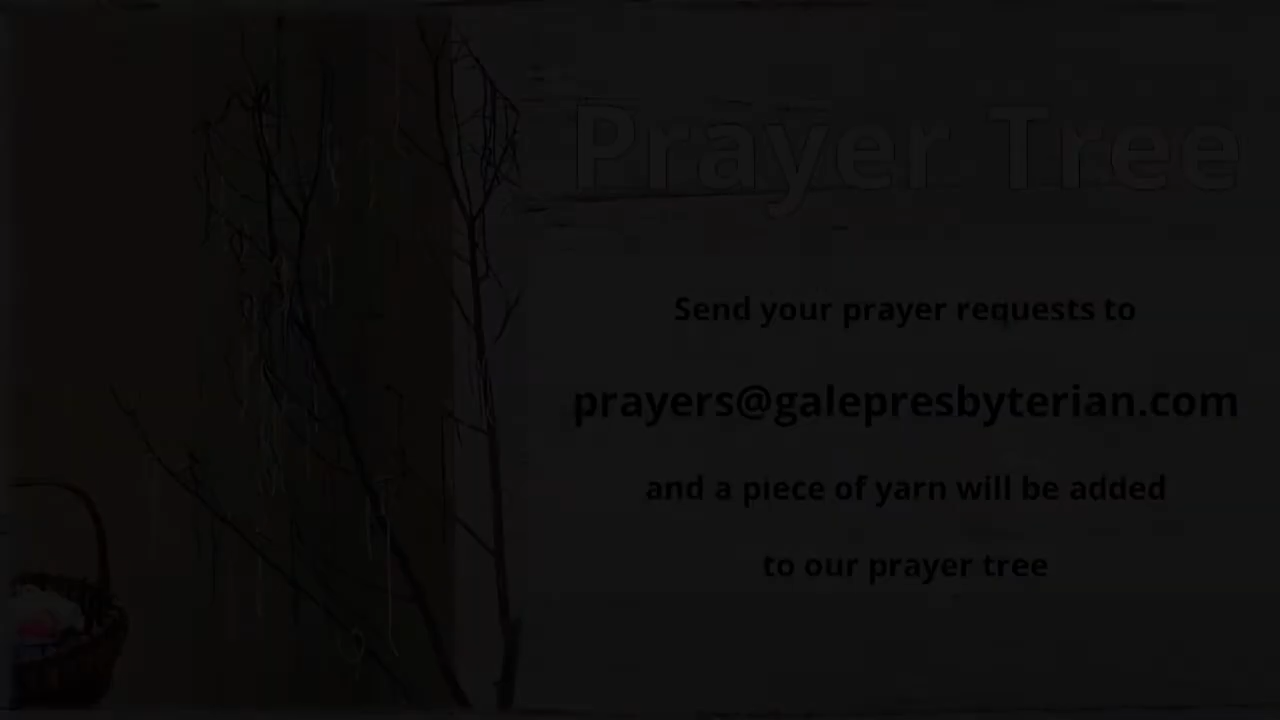 Prayer Tree
Send your prayer requests to
prayers@galepresbyterian.com
and a piece of yarn will be added
to our prayer tree